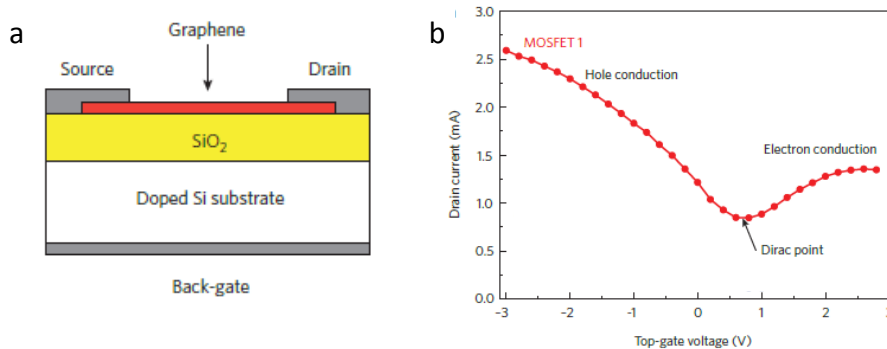 a
Graphene
Source
Drain
SiO2
Doped Si substrate
Back-gate
b
3.0
2.5
2.0
1.5
1.0
0.5
0.0
Drain current (mA)
MOSFET 1
Hole conduction
Electron conduction
Dirac point
-3
-2
-1
0
1
2
Top-gate voltage (V)